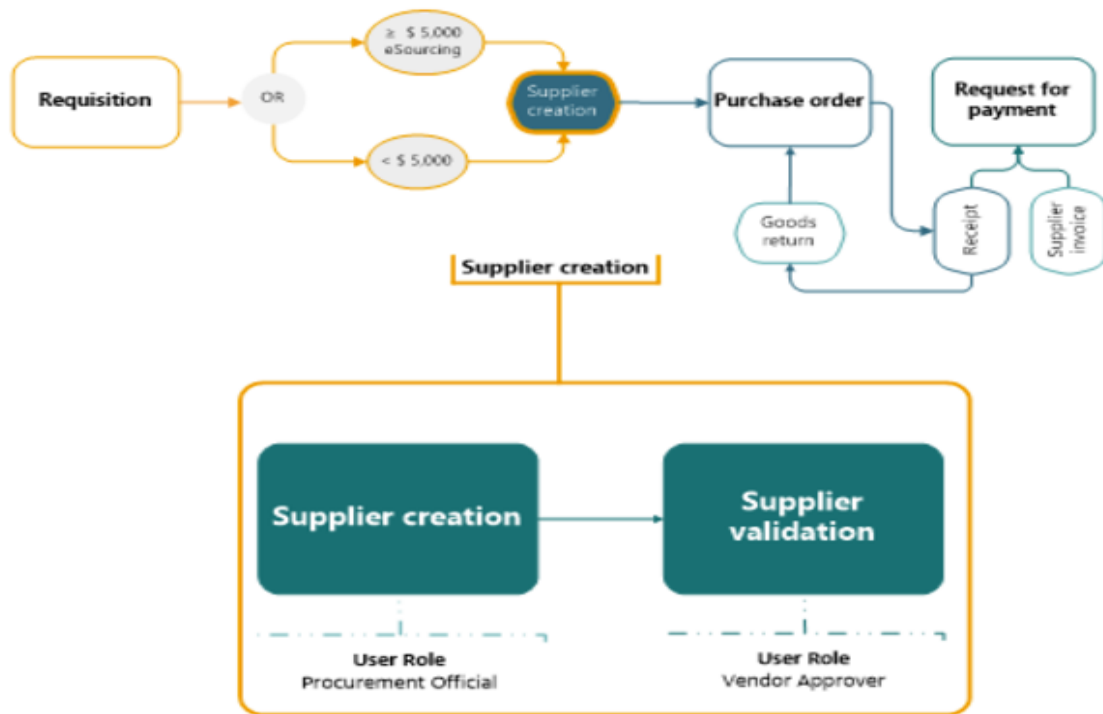 ≥ $ 5,000
eSourcing
Requisition
OR
Supplier
creation
Purchase order
Request for
payment
< $ 5,000
Goods
return
Receipt
Supplier
invoice
Supplier creation
Supplier creation
Supplier
validation
User Role
Procurement Official
User Role
Vendor Approver